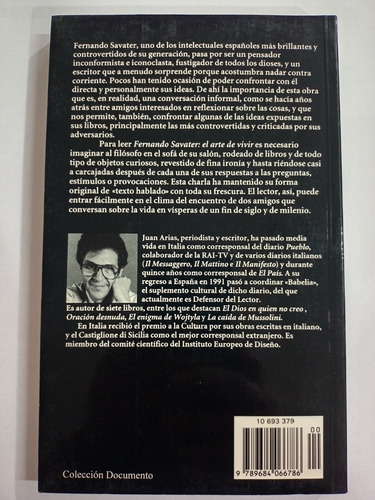 Fernando Savater, uno de los intelectuales españoles más brillantes y
controvertidos de su generación, pasa por ser un pensador
inconformista e iconoclasta, fustigador de todos los dioses, y un
escritor que a menudo sorprende porque acostumbra nadar contra
corriente. Pocos han tenido ocasión de poder confrontar con él
directa y personalmente sus ideas. De ahí la importancia de esta obra
que es, en realidad, una conversación informal, como se hacía años
atrás entre amigos interesados en reflexionar sobre las cosas, y que
nos permite, también, confrontar algunas de las ideas expuestas en
sus libros, principalmente las más controvertidas y criticadas por sus
adversarios.
Para leer Fernando Savater: el arte de vivir es necesario
imaginar al filósofo en el sofá de su salón, rodeado de libros y de todo
tipo de objetos curiosos, revestido de fina ironía y hasta riéndose casi
a carcajadas después de cada una de sus respuestas a las preguntas,
estímulos o provocaciones. Esta charla ha mantenido su forma
original de «texto hablado» con toda su frescura. El lector, así, puede
entrar fácilmente en el clima del encuentro de dos amigos que
conversan sobre la vida en vísperas de un fin de siglo y de milenio.
Juan Arias, periodista y escritor, ha pasado media
vida en Italia como corresponsal del diario Pueblo,
colaborador de la RAI-TV y de varios diarios italianos
(Il Messaggero, Il Mattino e Il Manifesto) y durante
quince años como corresponsal de El País. A su
regreso a España en 1991 pasó a coordinar «Babelia»,
el suplemento cultural de dicho diario, del que
actualmente es Defensor del Lector.
Es autor de siete libros, entre los que destacan El Dios en quien no creo,
Oración desnuda, El enigma de Wojtyla y La caída de Mussolini.
En Italia recibió el premio a la Cultura por sus obras escritas en italiano,
y el Castiglione di Sicilia como el mejor corresponsal extranjero. Es
miembro del comité científico del Instituto Europeo de Diseño.
10 693 379
00
9 789684 066786
Colección Documento